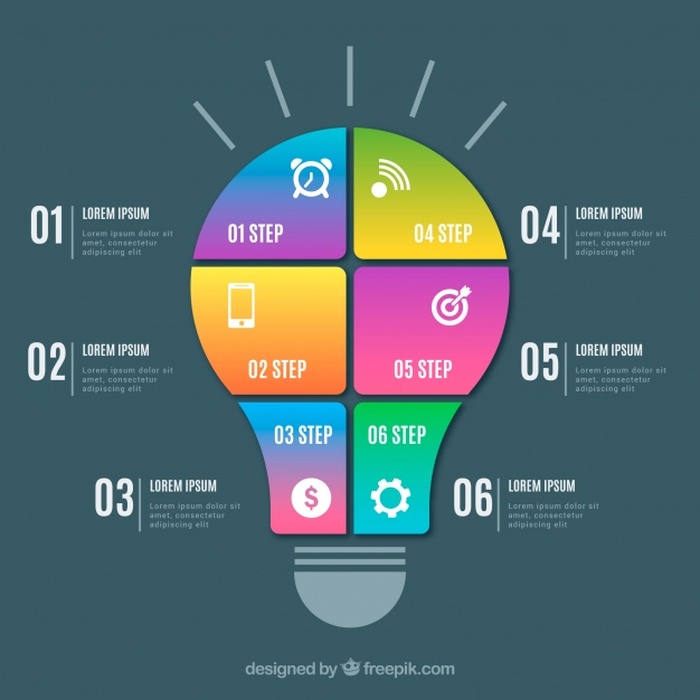 01
LOREM IPSUM
Lorem ipsum dolor sit
amet, consectetur
adipiscing elit
02
LOREM IPSUM
Lorem ipsum dolor sit
amet, consectetur
adipiscing elit
03
LOREM IPSUM
Lorem ipsum dolor sit
amet, consectetur
adipiscing elit
01 STEP
04 STEP
02 STEP
05 STEP
03 STEP
06 STEP
$
04
LOREM IPSUM
Lorem ipsum dolor sit
amet, consectetur
adipiscing elit
05
LOREM IPSUM
Lorem ipsum dolor sit
amet, consectetur
adipiscing elit
06
LOREM IPSUM
Lorem ipsum dolor sit
amet, consectetur
adipiscing elit
designed by freepik.com